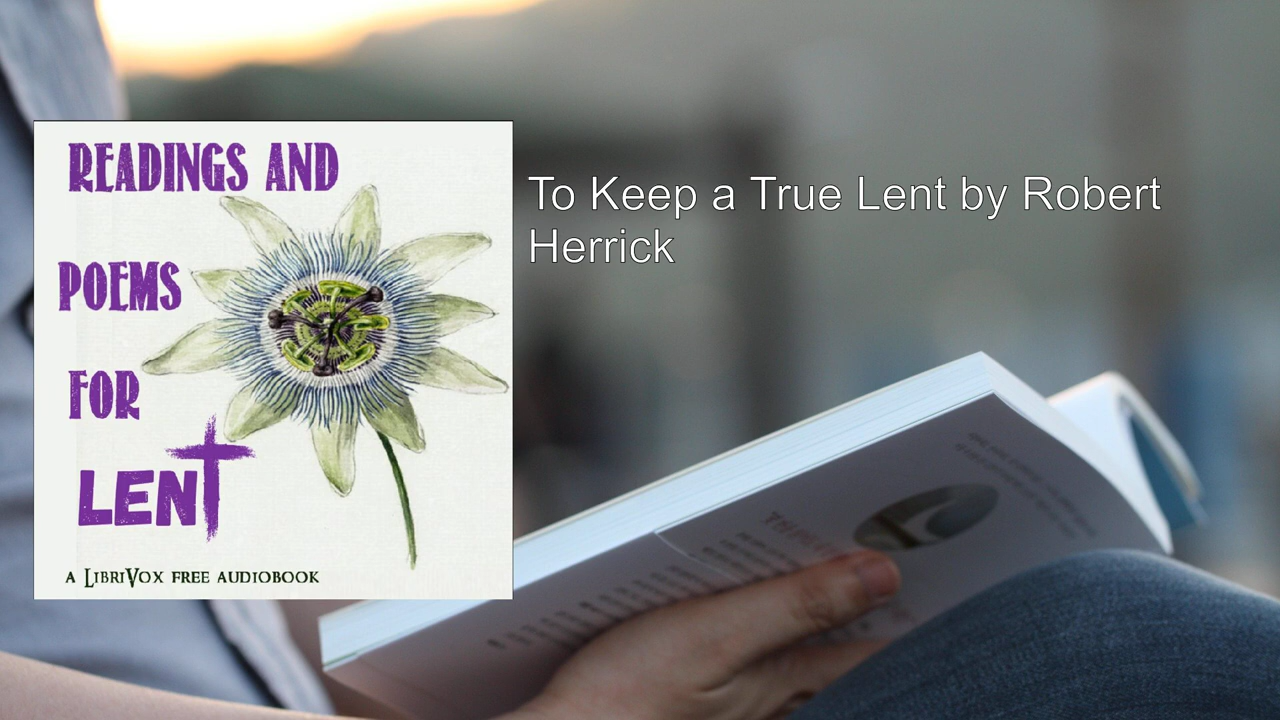 READINGS AND
POEMS
FOR
LENT
A LIBRIVOX FREE AUDIOBOOK
To Keep a True Lent by Robert
Herrick